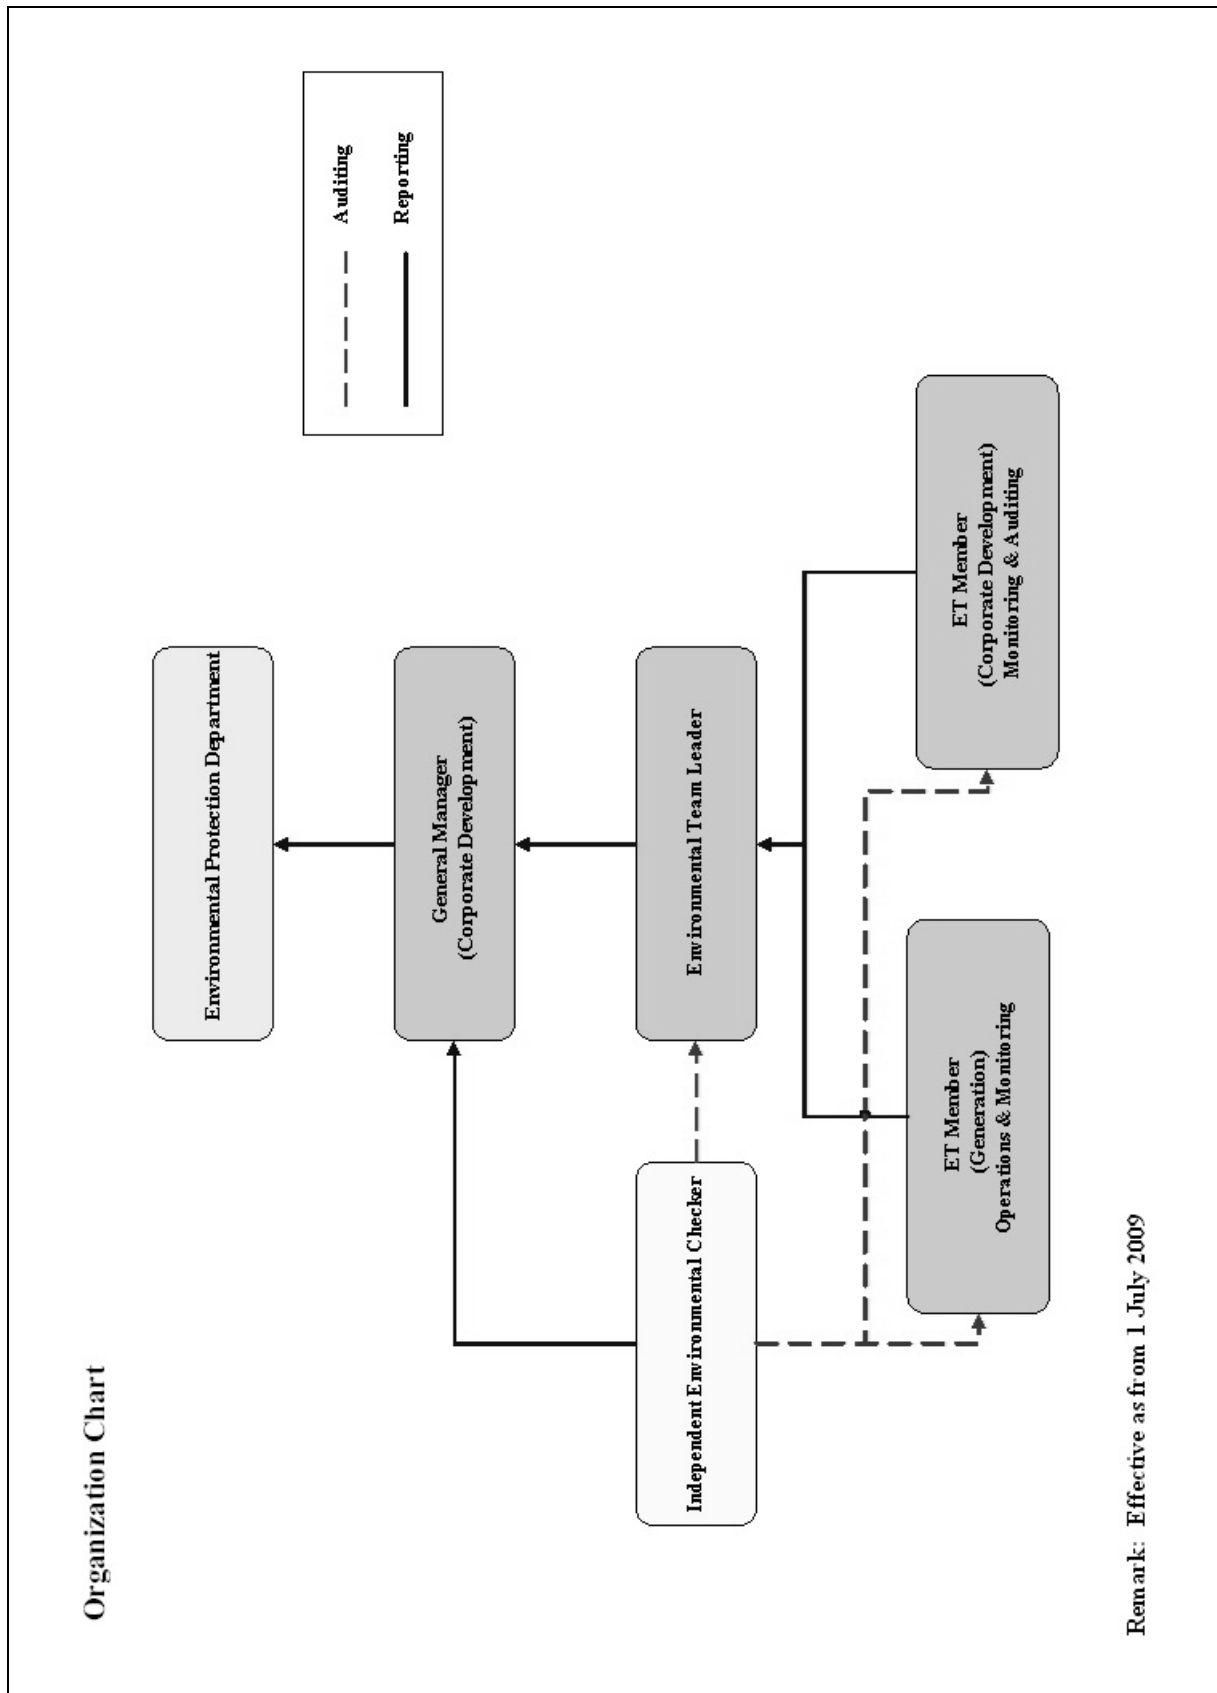 Organization Chart
Auditing
Reporting
Environmental Protection Department
General Manager
(Corporate Development)
Independent Environmental Checker
Environmental Team Leader
ET Member
(Generation)
Operations & Monitoring
ET Member
(Corporate Development)
Monitoring & Auditing
Remark: Effective as from 1 July 2009